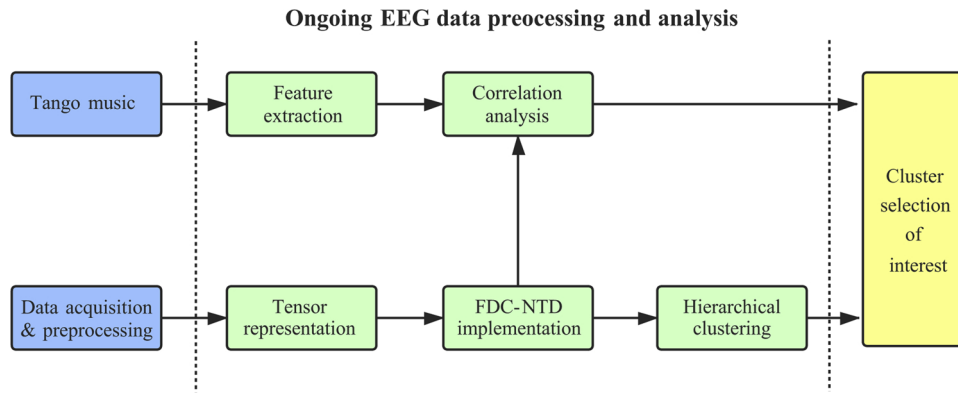 Ongoing EEG data preocessing and analysis
Tango music
Feature
extraction
Correlation
analysis
Cluster
selection
of
interest
Data acquisition
& preprocessing
Tensor
representation
FDC-NTD
implementation
Hierarchical
clustering